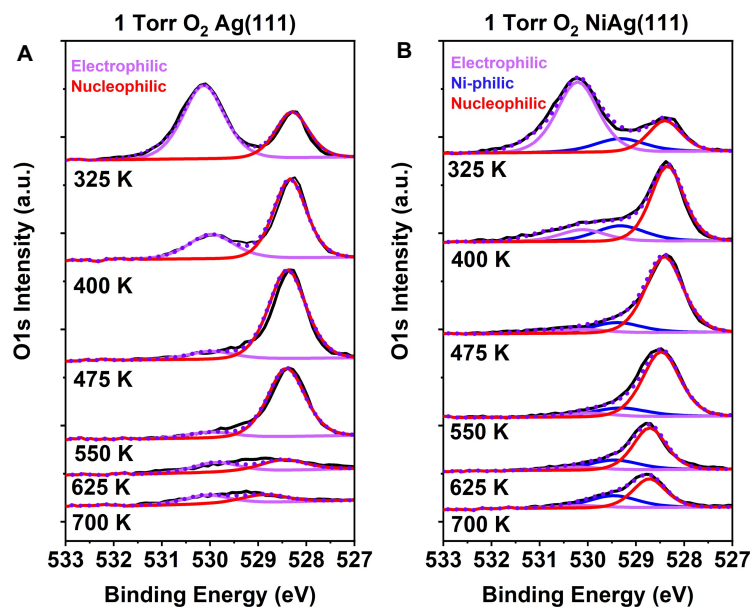 1 Torr O₂ Ag(111)
A
Electrophilic
Nucleophilic
325 K
400 K
475 K
550 K
625 K
700 K
533 532 531 530 529 528 527
Binding Energy (eV)
O1s Intensity (a.u.)
1 Torr O₂ NiAg(111)
B
Electrophilic
Ni-philic
Nucleophilic
325 K
400 K
475 K
550 K
625 K
700 K
533 532 531 530 529 528 527
Binding Energy (eV)
O1s Intensity (a.u.)